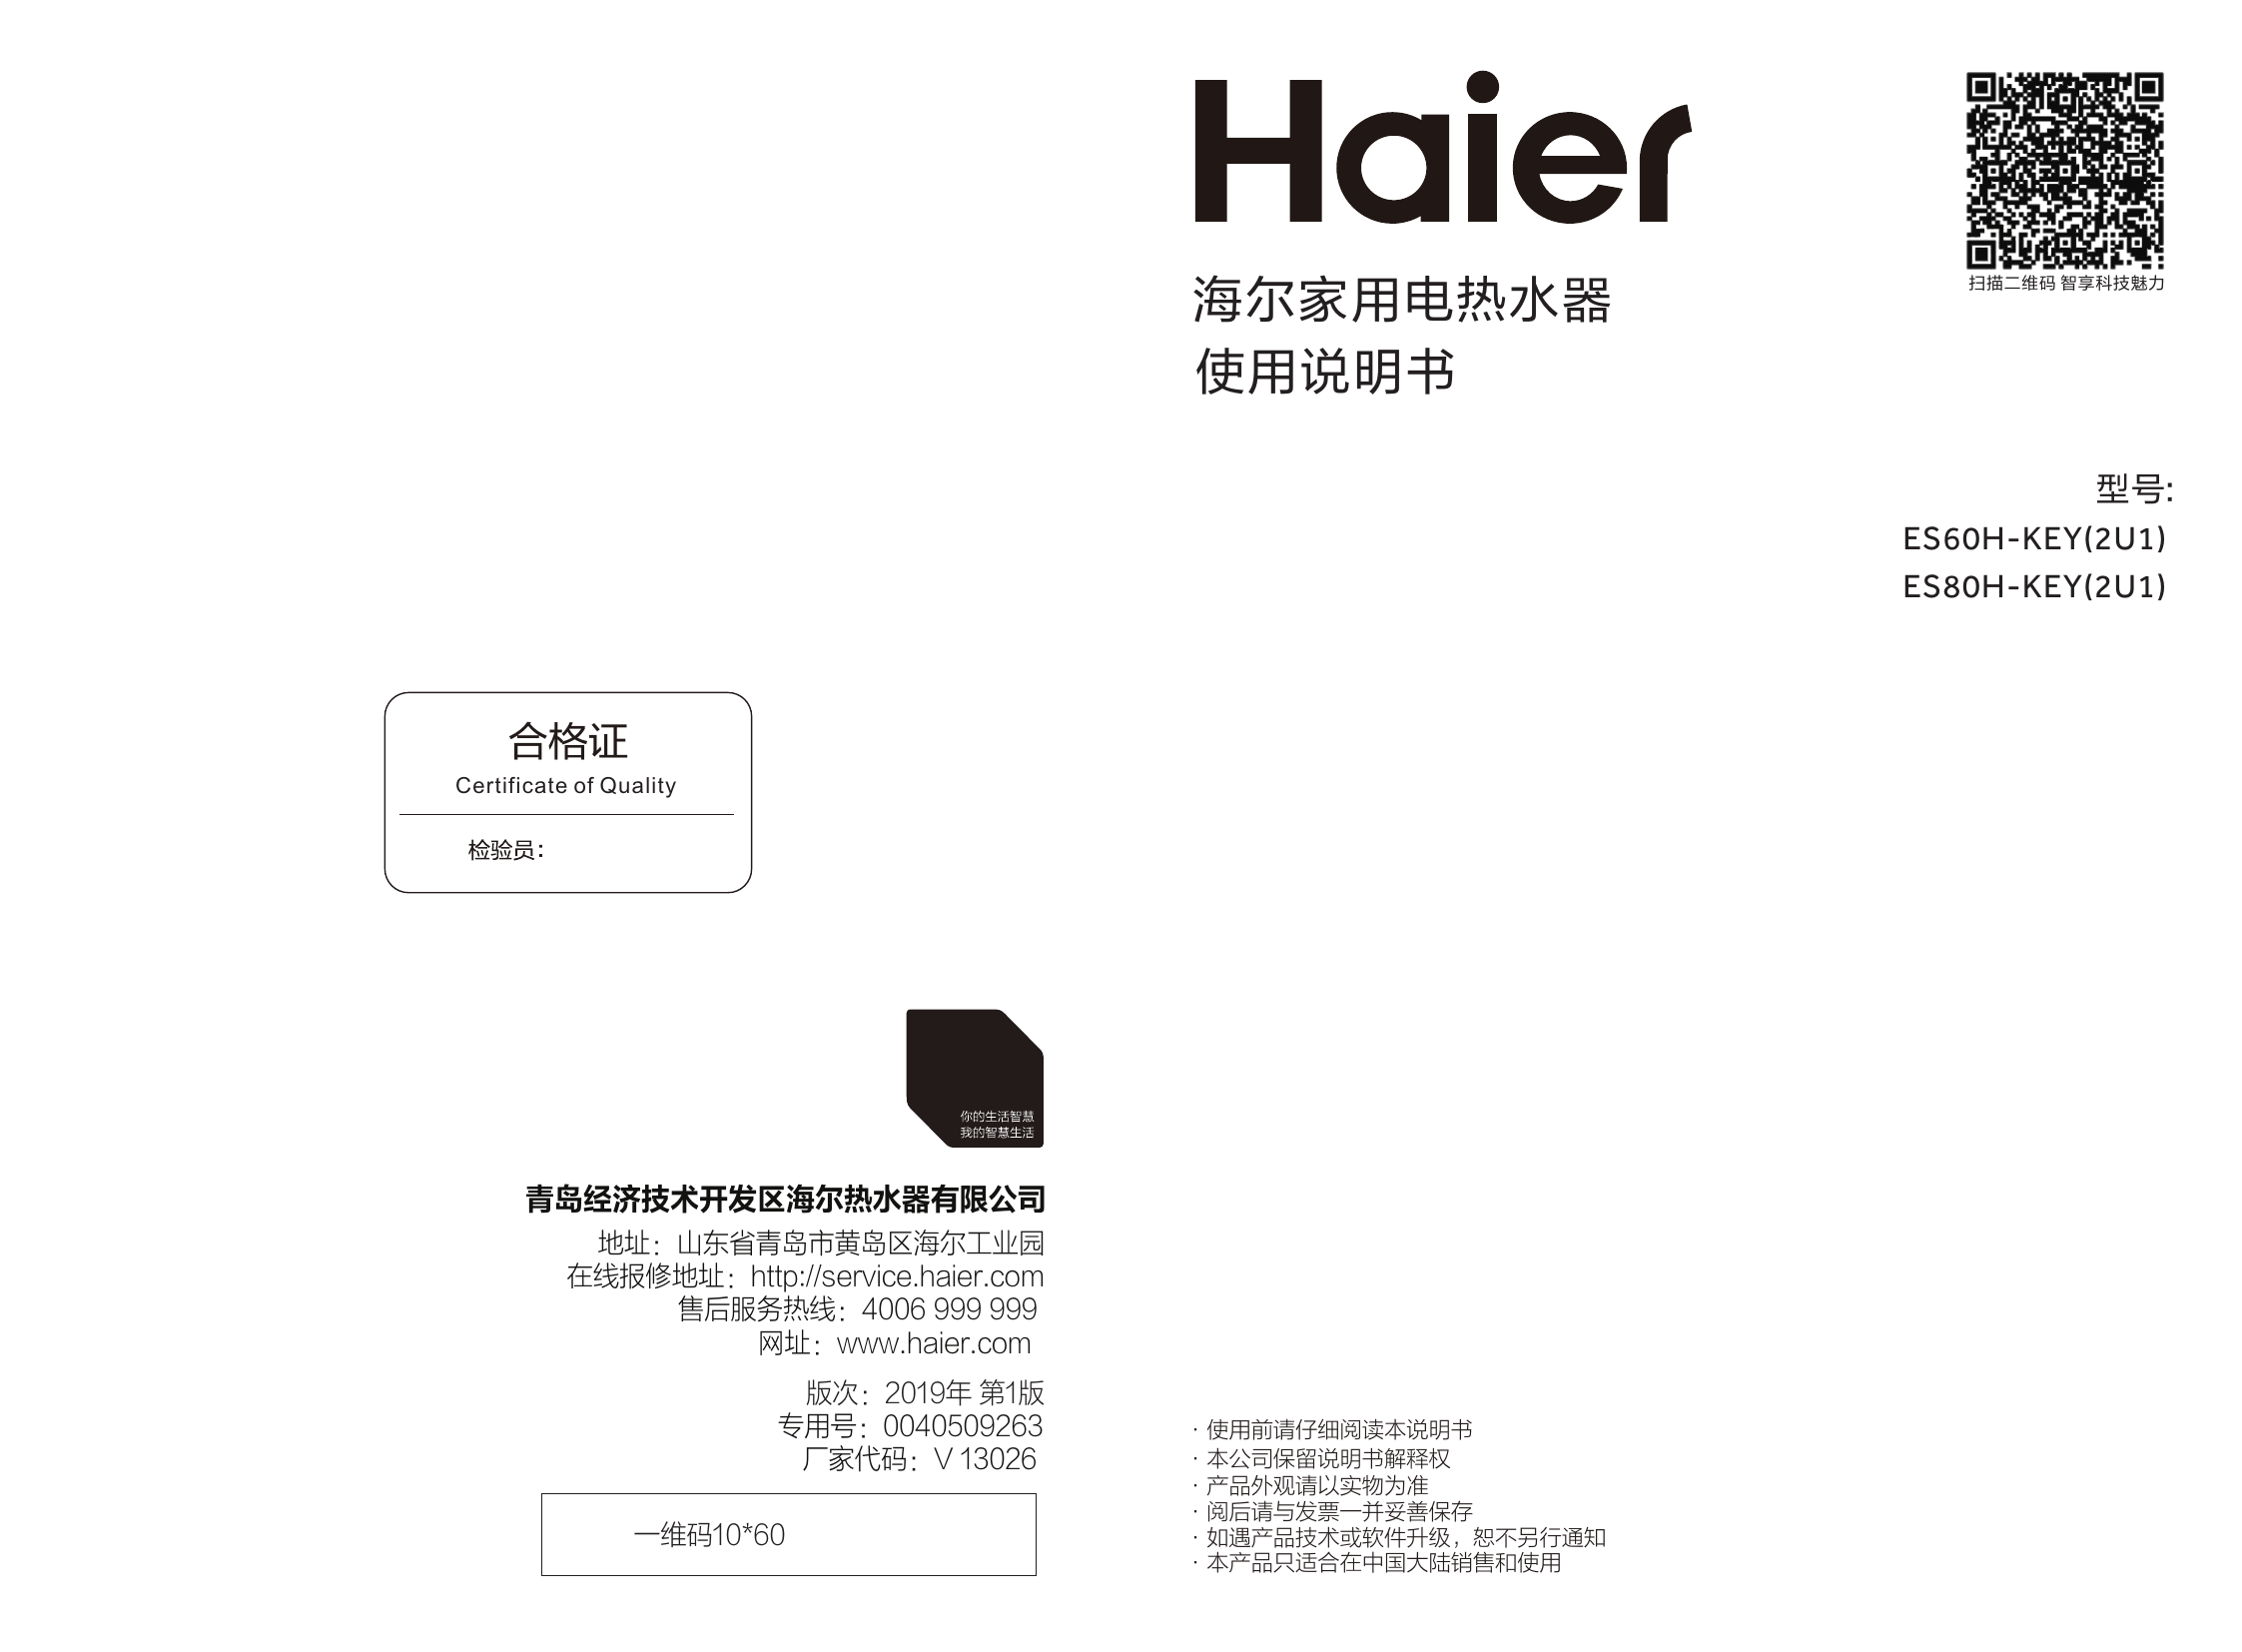 合格证
Certificate of Quality
检验员：
你的生活智慧
我的智慧生活
青岛经济技术开发区海尔热水器有限公司
地址：山东省青岛市黄岛区海尔工业园
在线报修地址：http://service.haier.com
售后服务热线：4006 999 999
网址：www.haier.com
版次：2019年 第1版
专用号：0040509263
厂家代码：V 13026
一维码10*60
Haier
扫描二维码 智享科技魅力
海尔家用电热水器
使用说明书
型号:
ES60H-KEY(2U1)
ES80H-KEY(2U1)
· 使用前请仔细阅读本说明书
· 本公司保留说明书解释权
· 产品外观请以实物为准
· 阅后请与发票一并妥善保存
· 如遇产品技术或软件升级，恕不另行通知
· 本产品只适合在中国大陆销售和使用